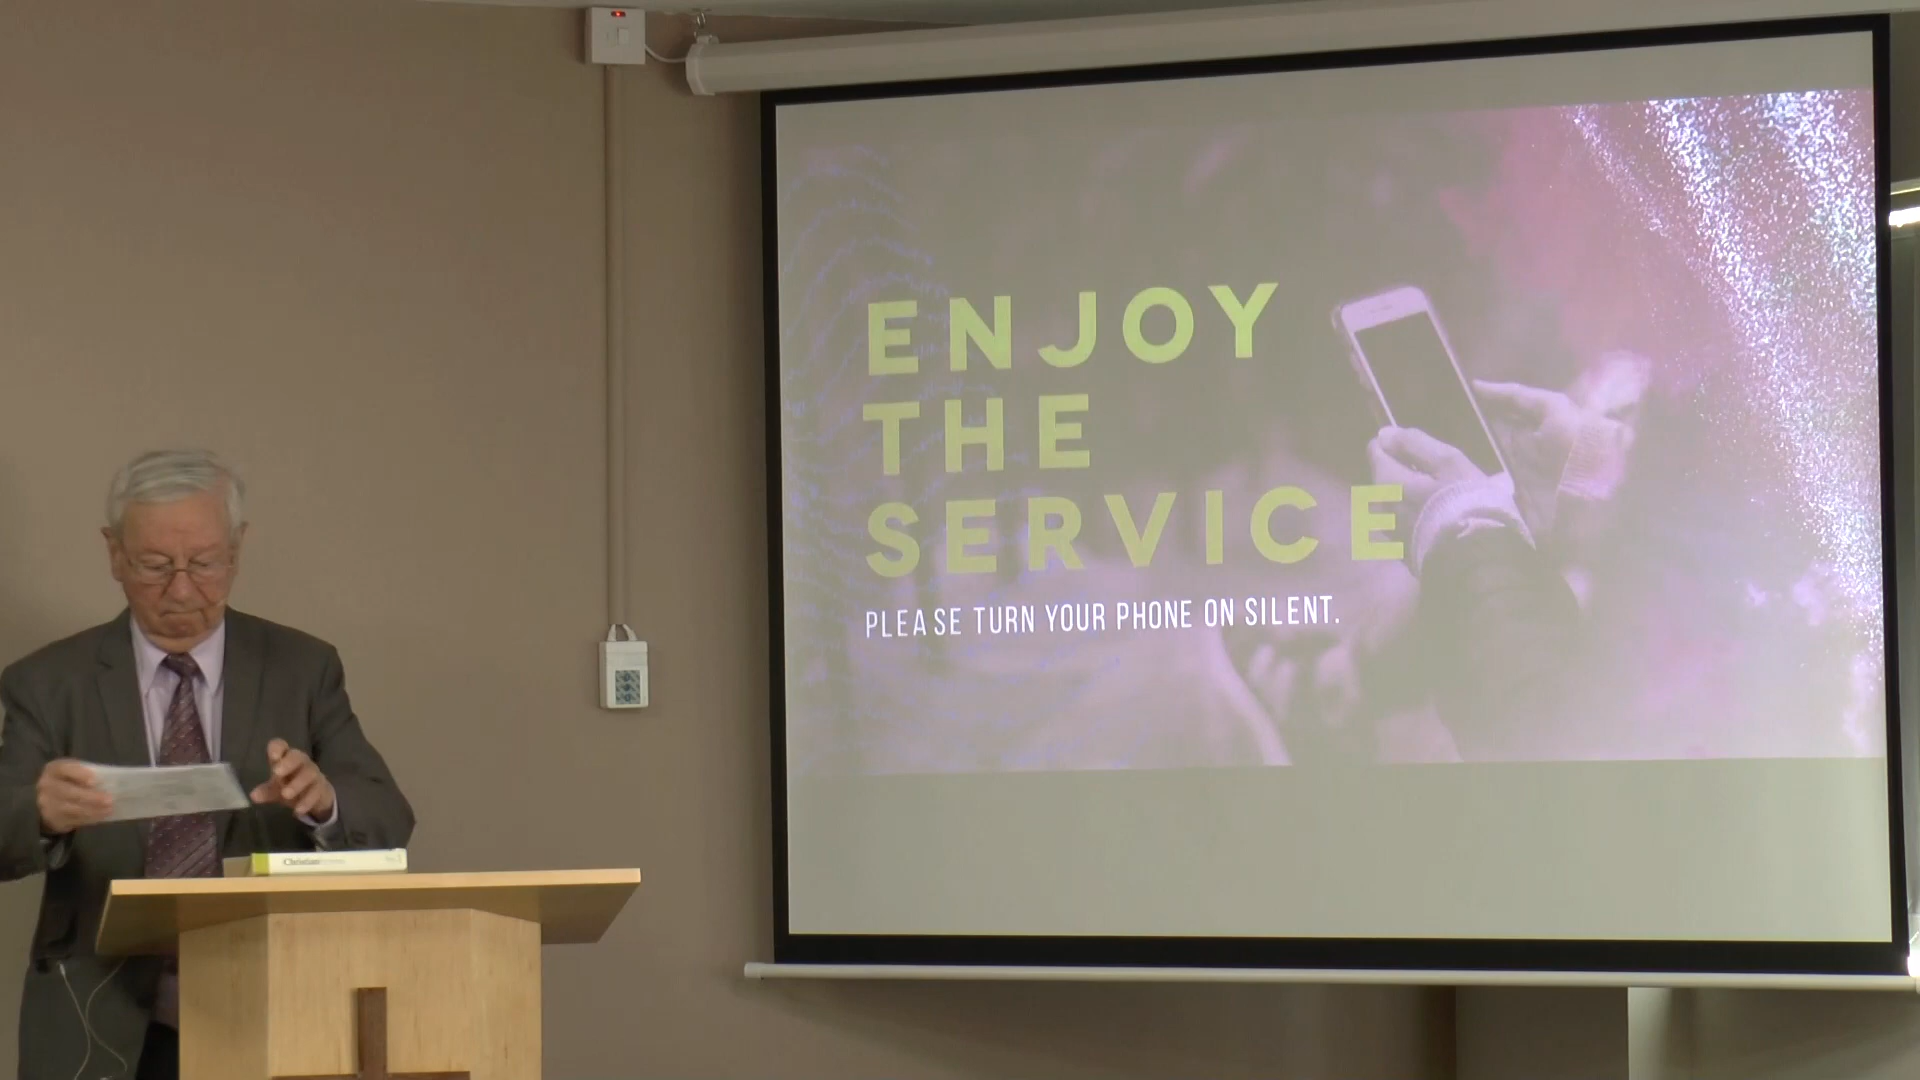 ENJOY
THE
SERVICE
PLEASE TURN YOUR PHONE ON SILENT.
Christian